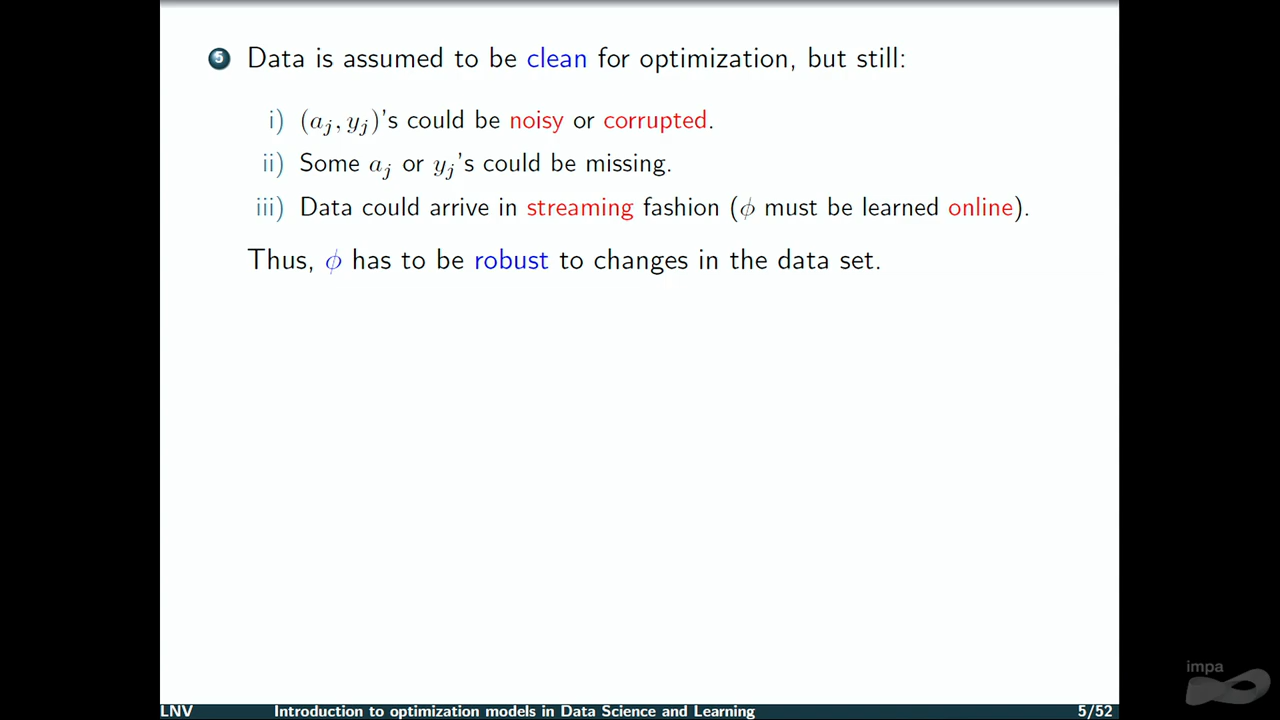 5 Data is assumed to be clean for optimization, but still:
i) (a_j, y_j)'s could be noisy or corrupted.
ii) Some a_j or y_j's could be missing.
iii) Data could arrive in streaming fashion (ϕ must be learned online).
Thus, ϕ has to be robust to changes in the data set.
impa
LNV Introduction to optimization models in Data Science and Learning 5/52